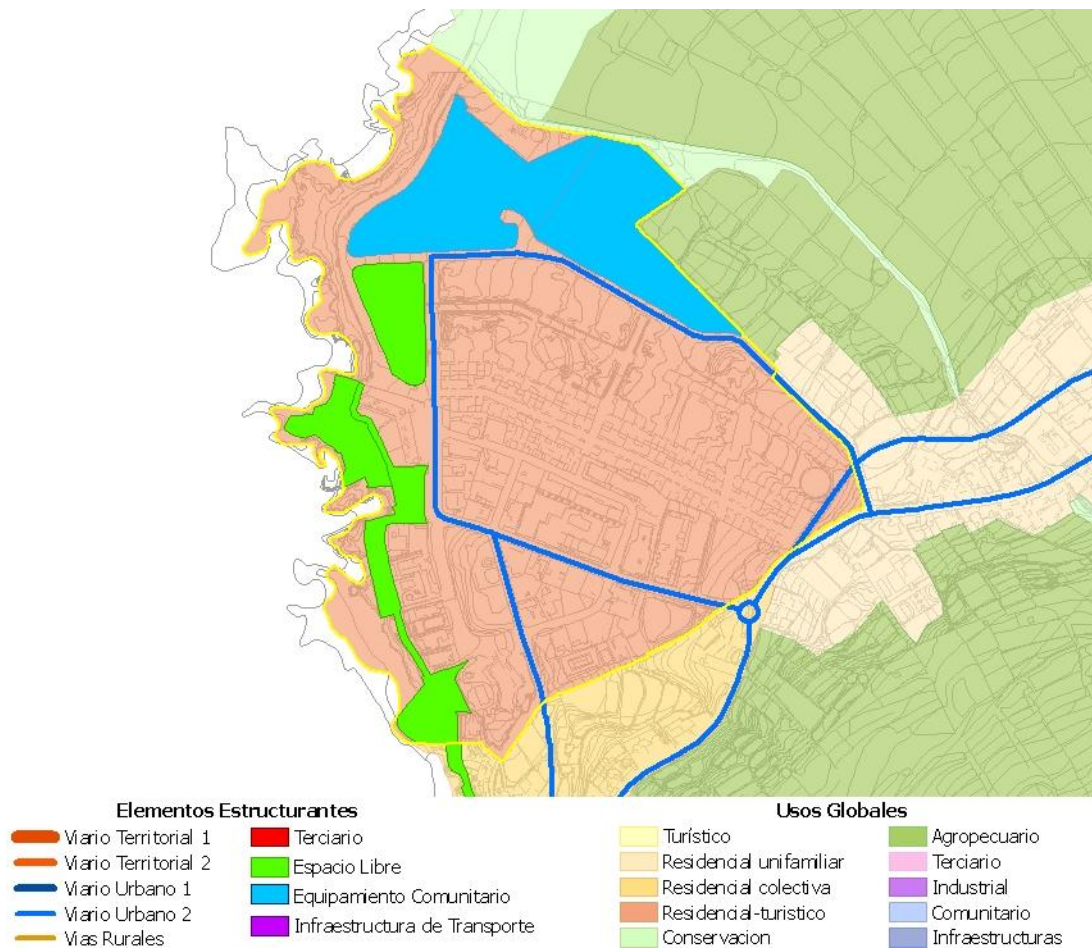 Elementos Estructurantes
Viario Territorial 1
Viario Territorial 2
Viario Urbano 1
Viario Urbano 2
Vias Rurales
Terciario
Espacio Libre
Equipamiento Comunitario
Infraestructura de Transporte
Usos Globales
Turístico
Residencial unifamiliar
Residencial colectiva
Residencial-turistico
Conservacion
Agropecuario
Terciario
Industrial
Comunitario
Infraestructuras